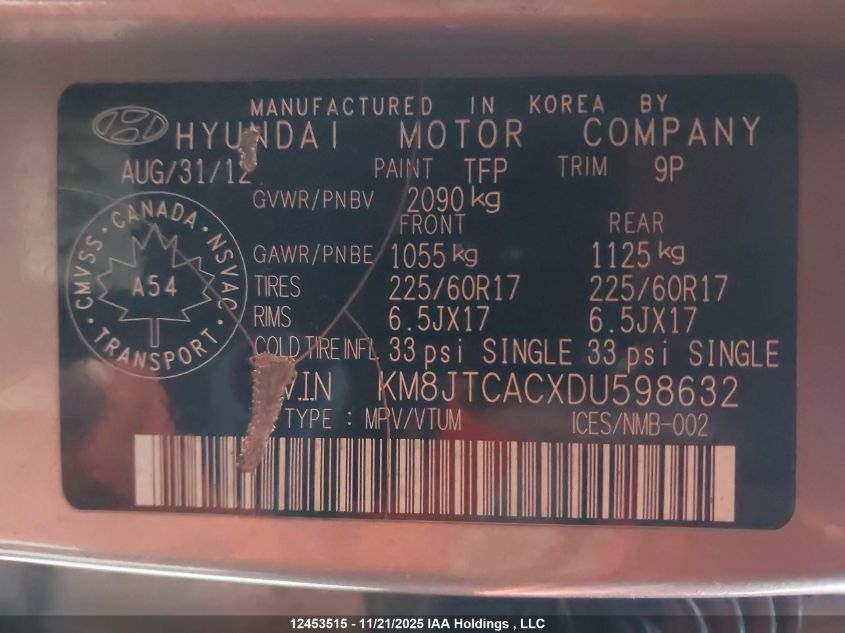 MANUFACTURED IN KOREA BY
HYUNDAI MOTOR COMPANY
AUG/31/12 PAINT TFP TRIM 9P
GVWR/PNBV 2090 kg
FRONT REAR
GAWR/PNBE 1055 kg 1125 kg
TIRES 225/60R17 225/60R17
RIMS 6.5JX17 6.5JX17
COLD TIRE INFL 33 psi SINGLE 33 psi SINGLE
V.I.N KM8JTCACXDU598632
TYPE : MPV/VTUM ICES/NMB-002
CMVSS · CANADA · NSVAC
A54
· TRANSPORT ·
12453515 - 11/21/2025 IAA Holdings , LLC